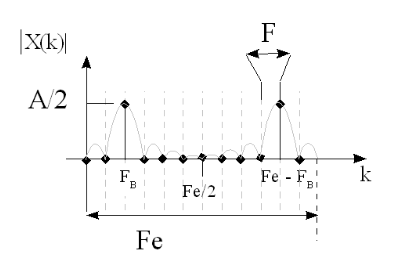 F
|X(k)|
A/2
F_B
Fe/2
Fe - F_B
k
Fe